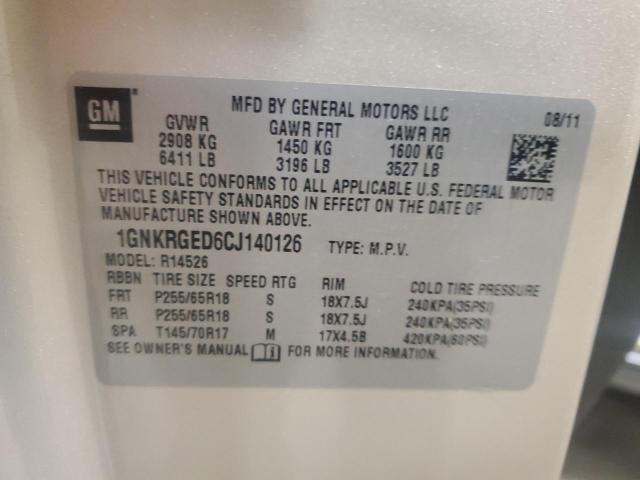 GM
MFD BY GENERAL MOTORS LLC 08/11
GVWR GAWR FRT GAWR RR
2908 KG 1450 KG 1600 KG
6411 LB 3196 LB 3527 LB
THIS VEHICLE CONFORMS TO ALL APPLICABLE U.S. FEDERAL MOTOR
VEHICLE SAFETY STANDARDS IN EFFECT ON THE DATE OF
MANUFACTURE SHOWN ABOVE.
1GNKRGED6CJ140126 TYPE: M.P.V.
MODEL: R14526
RBBN TIRE SIZE SPEED RTG RIM COLD TIRE PRESSURE
FRT P255/65R18 S 18X7.5J 240KPA(35PSI)
RR P255/65R18 S 18X7.5J 240KPA(35PSI)
SPA T145/70R17 M 17X4.5B 420KPA(60PSI)
SEE OWNER'S MANUAL i FOR MORE INFORMATION.